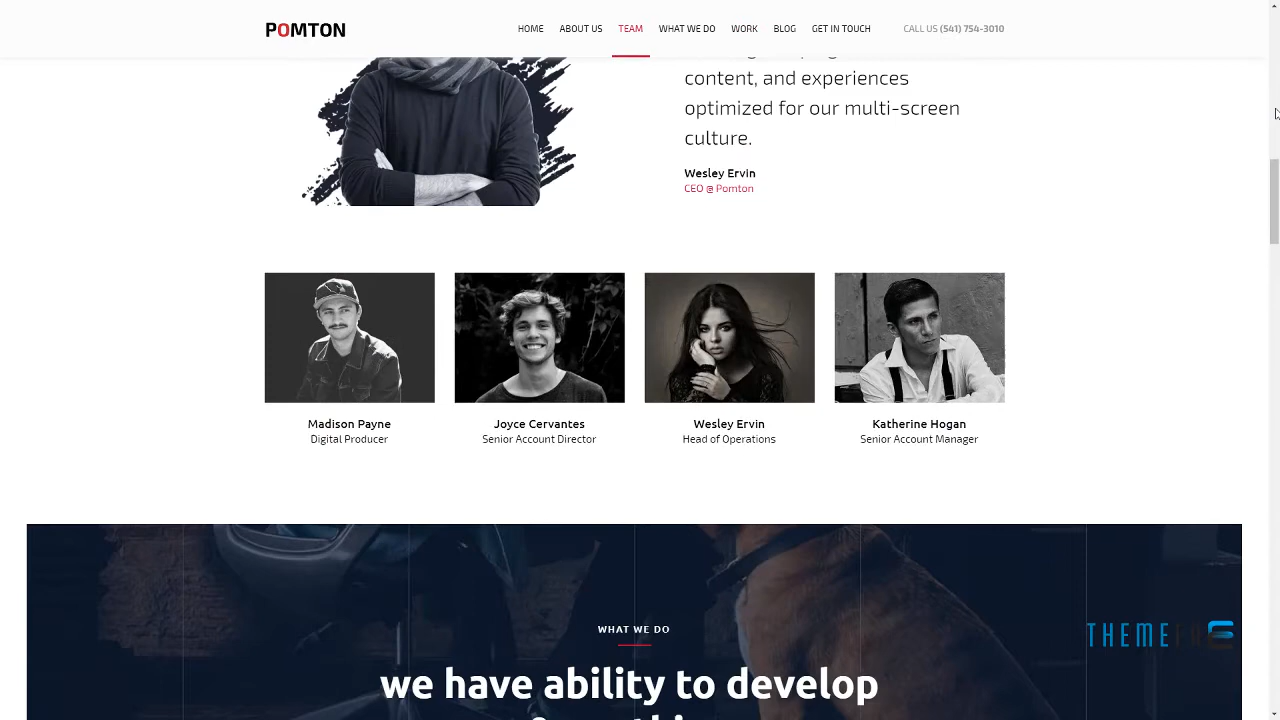 POMTON
HOME ABOUT US TEAM WHAT WE DO WORK BLOG GET IN TOUCH CALL US (541) 754-3010
content, and experiences
optimized for our multi-screen
culture.
Wesley Ervin
CEO @ Pomton
Madison Payne Joyce Cervantes Wesley Ervin Katherine Hogan
Digital Producer Senior Account Director Head of Operations Senior Account Manager
WHAT WE DO
THEME
we have ability to develop